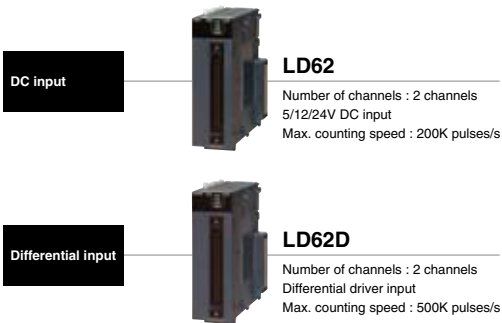 DC input
LD62
Number of channels : 2 channels
5/12/24V DC input
Max. counting speed : 200K pulses/s
Differential input
LD62D
Number of channels : 2 channels
Differential driver input
Max. counting speed : 500K pulses/s